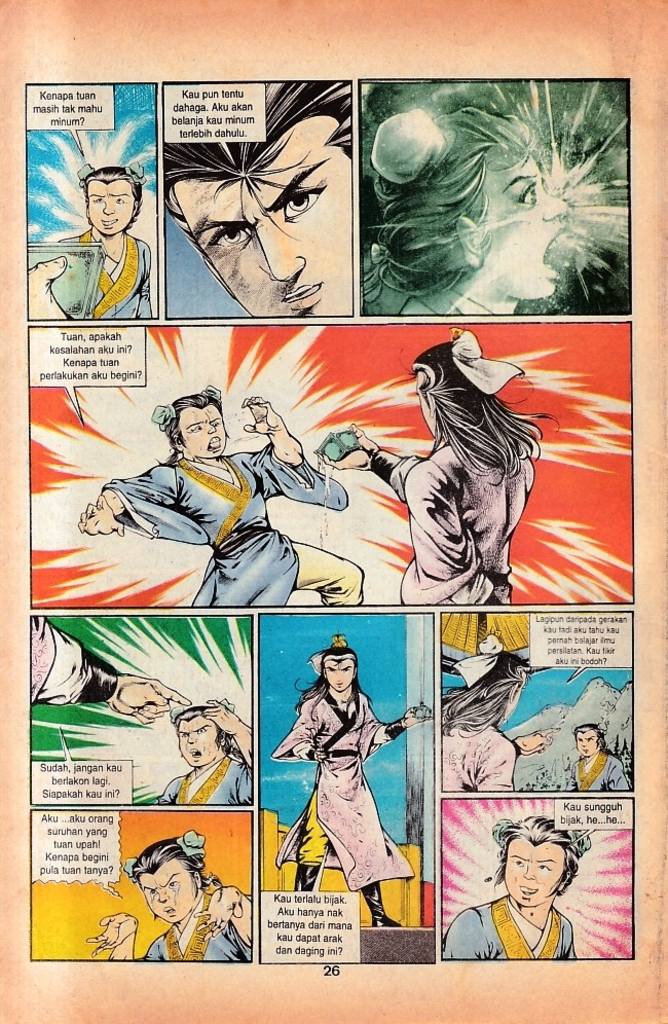 Kenapa tuan
masih tak mahu
minum?
Kau pun tentu
dahaga. Aku akan
belanja kau minum
terlebih dahulu.
Tuan, apakah
kesalahan aku ini?
Kenapa tuan
perlakukan aku begini?
Sudah, jangan kau
berlakon lagi.
Siapakah kau ini?
Aku ...aku orang
suruhan yang
tuan upah!
Kenapa begini
pula tuan tanya?
Kau terlalu bijak.
Aku hanya nak
bertanya dari mana
kau dapat arak
dan daging ini?
Lagipun daripada gerakan
kau tadi aku tahu kau
pernah belajar ilmu
persilatan. Kau fikir
aku ini bodoh?
Kau sungguh
bijak, he...he...
26